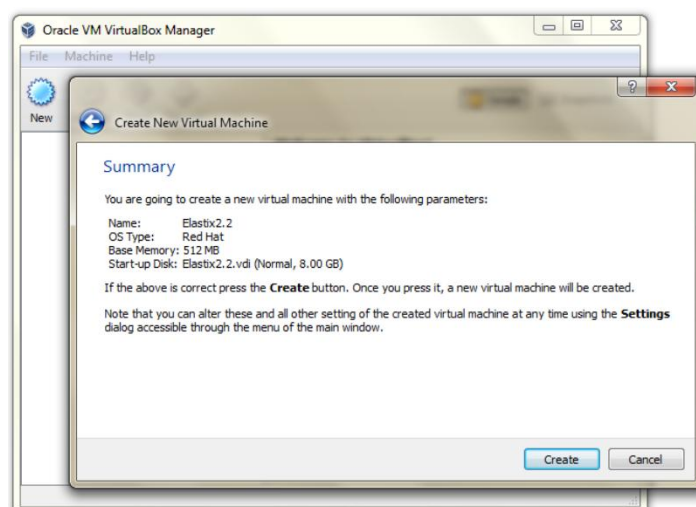 Oracle VM VirtualBox Manager
File Machine Help
New
Create New Virtual Machine
Summary
You are going to create a new virtual machine with the following parameters:
Name: Elastix2.2
OS Type: Red Hat
Base Memory: 512 MB
Start-up Disk: Elastix2.2.vdi (Normal, 8.00 GB)
If the above is correct press the Create button. Once you press it, a new virtual machine will be created.
Note that you can alter these and all other setting of the created virtual machine at any time using the Settings
dialog accessible through the menu of the main window.
Create Cancel